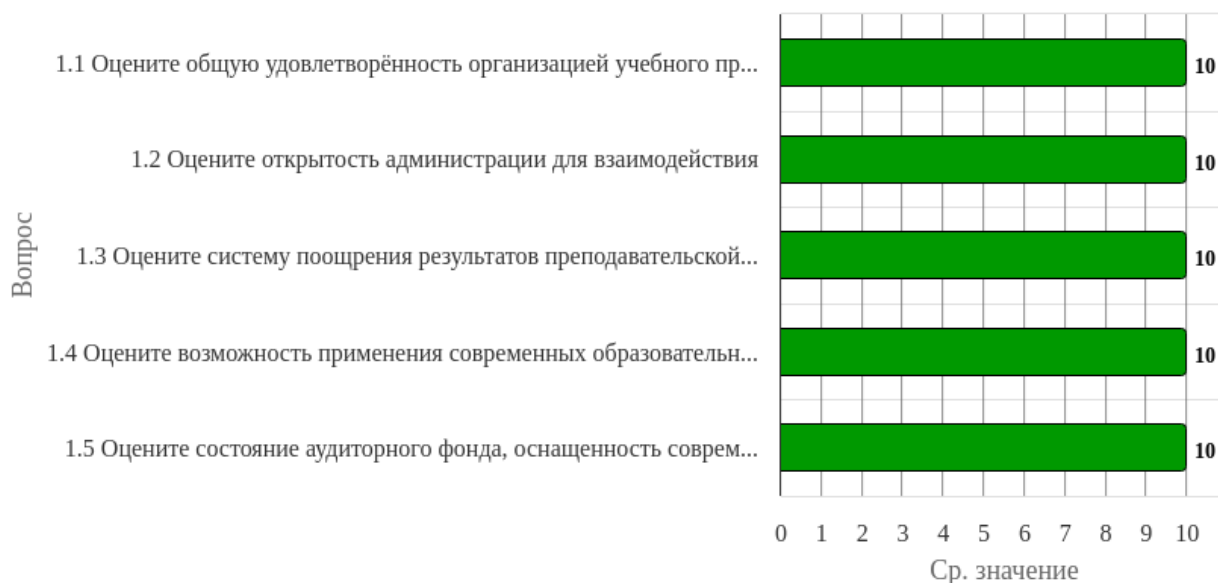 1.1 Оцените общую удовлетворённость организацией учебного пр...
10
1.2 Оцените открытость администрации для взаимодействия
10
Вопрос
1.3 Оцените систему поощрения результатов преподавательской...
10
1.4 Оцените возможность применения современных образовательн...
10
1.5 Оцените состояние аудиторного фонда, оснащенность соврем...
10
0 1 2 3 4 5 6 7 8 9 10
Ср. значение